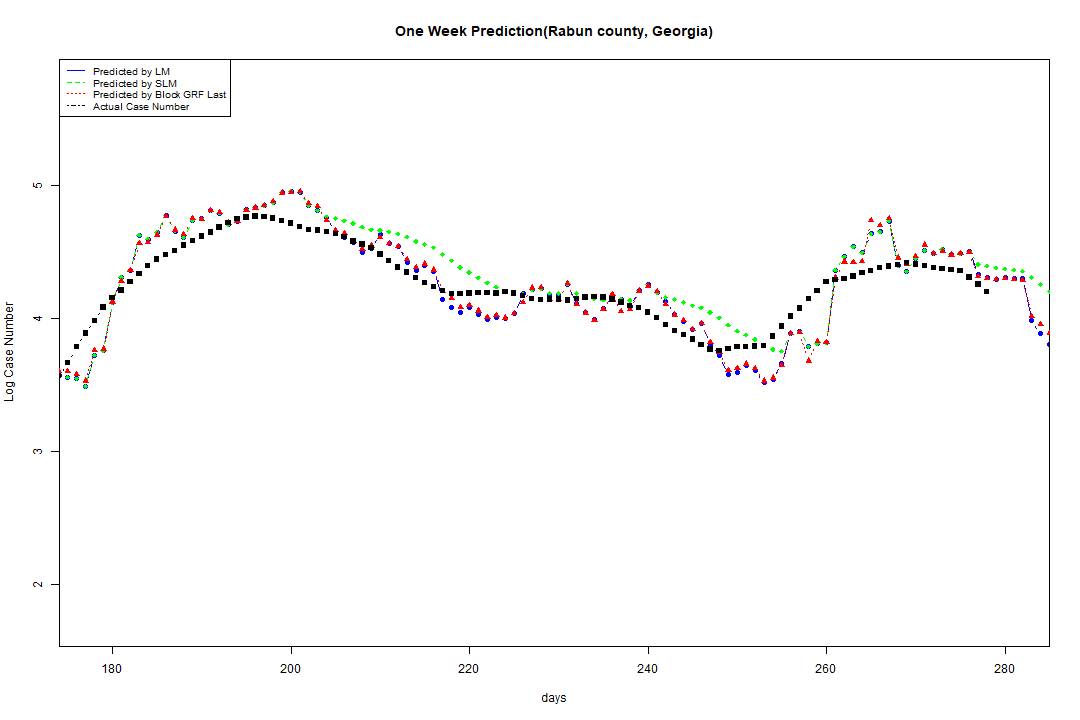 One Week Prediction(Rabun county, Georgia)
Predicted by LM
Predicted by SLM
Predicted by Block GRF Last
Actual Case Number
Log Case Number
5
4
3
2
180 200 220 240 260 280
days